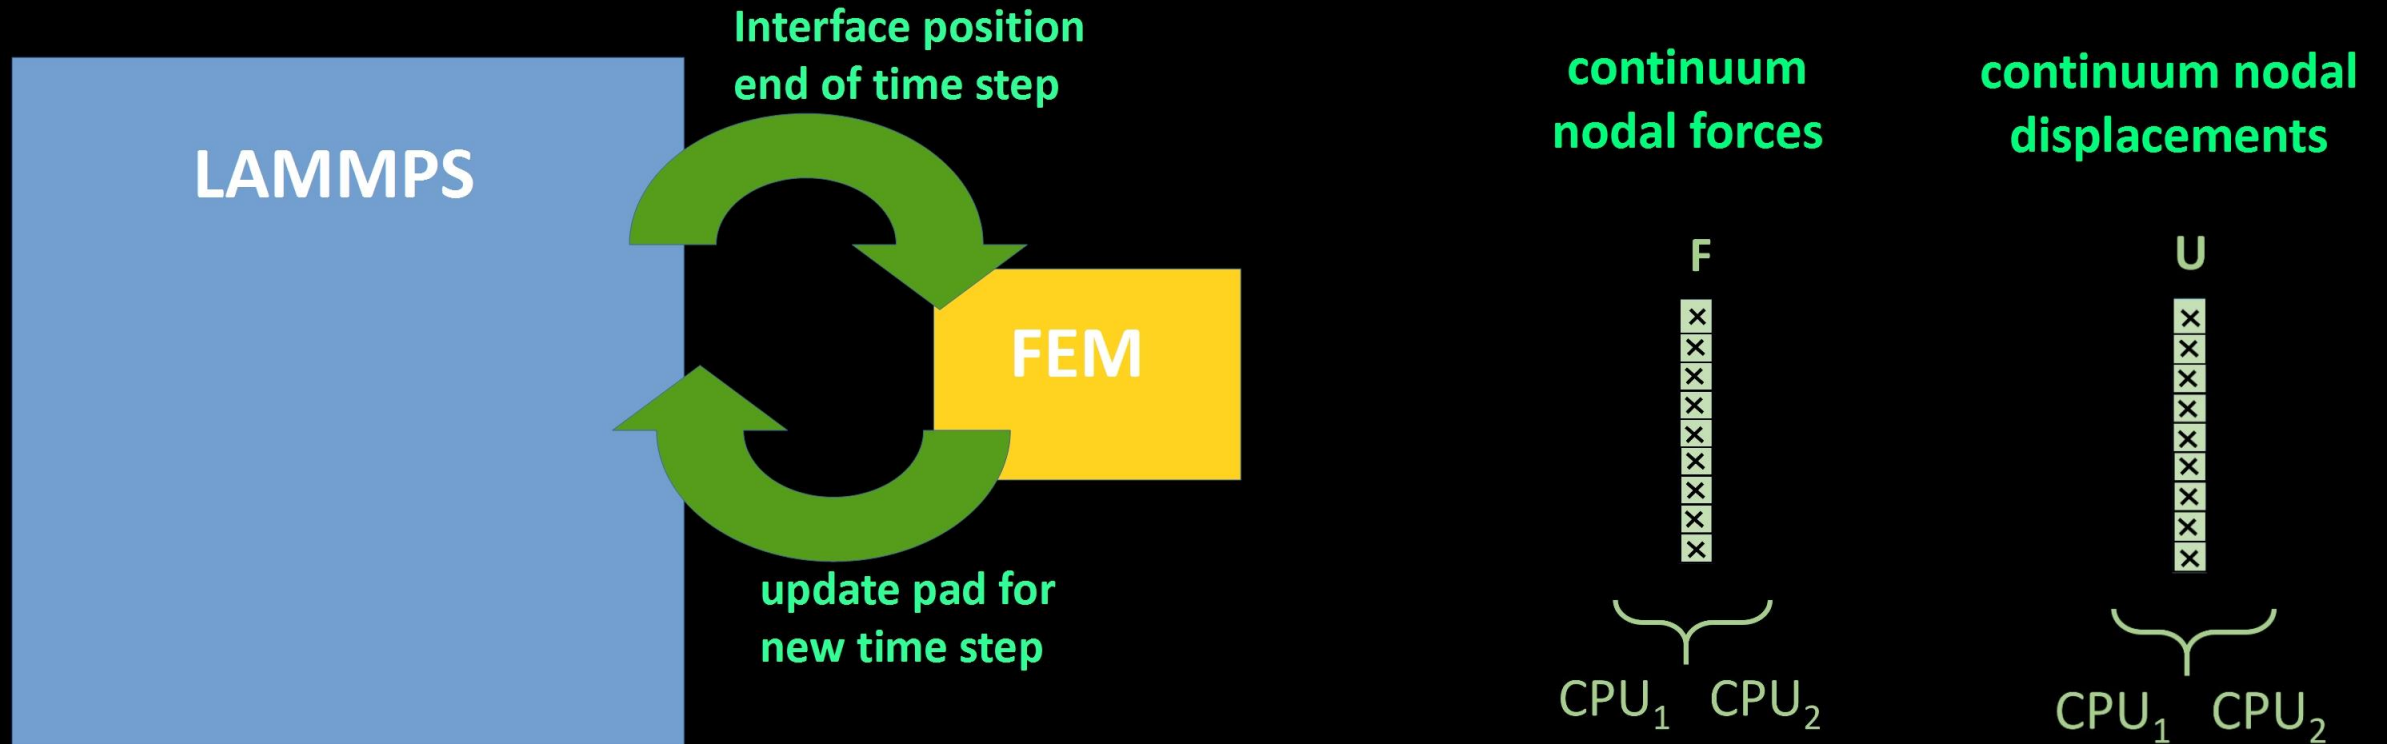 Interface position
end of time step
LAMMPS
FEM
update pad for
new time step
continuum
nodal forces
F
CPU₁ CPU₂
continuum nodal
displacements
U
CPU₁ CPU₂